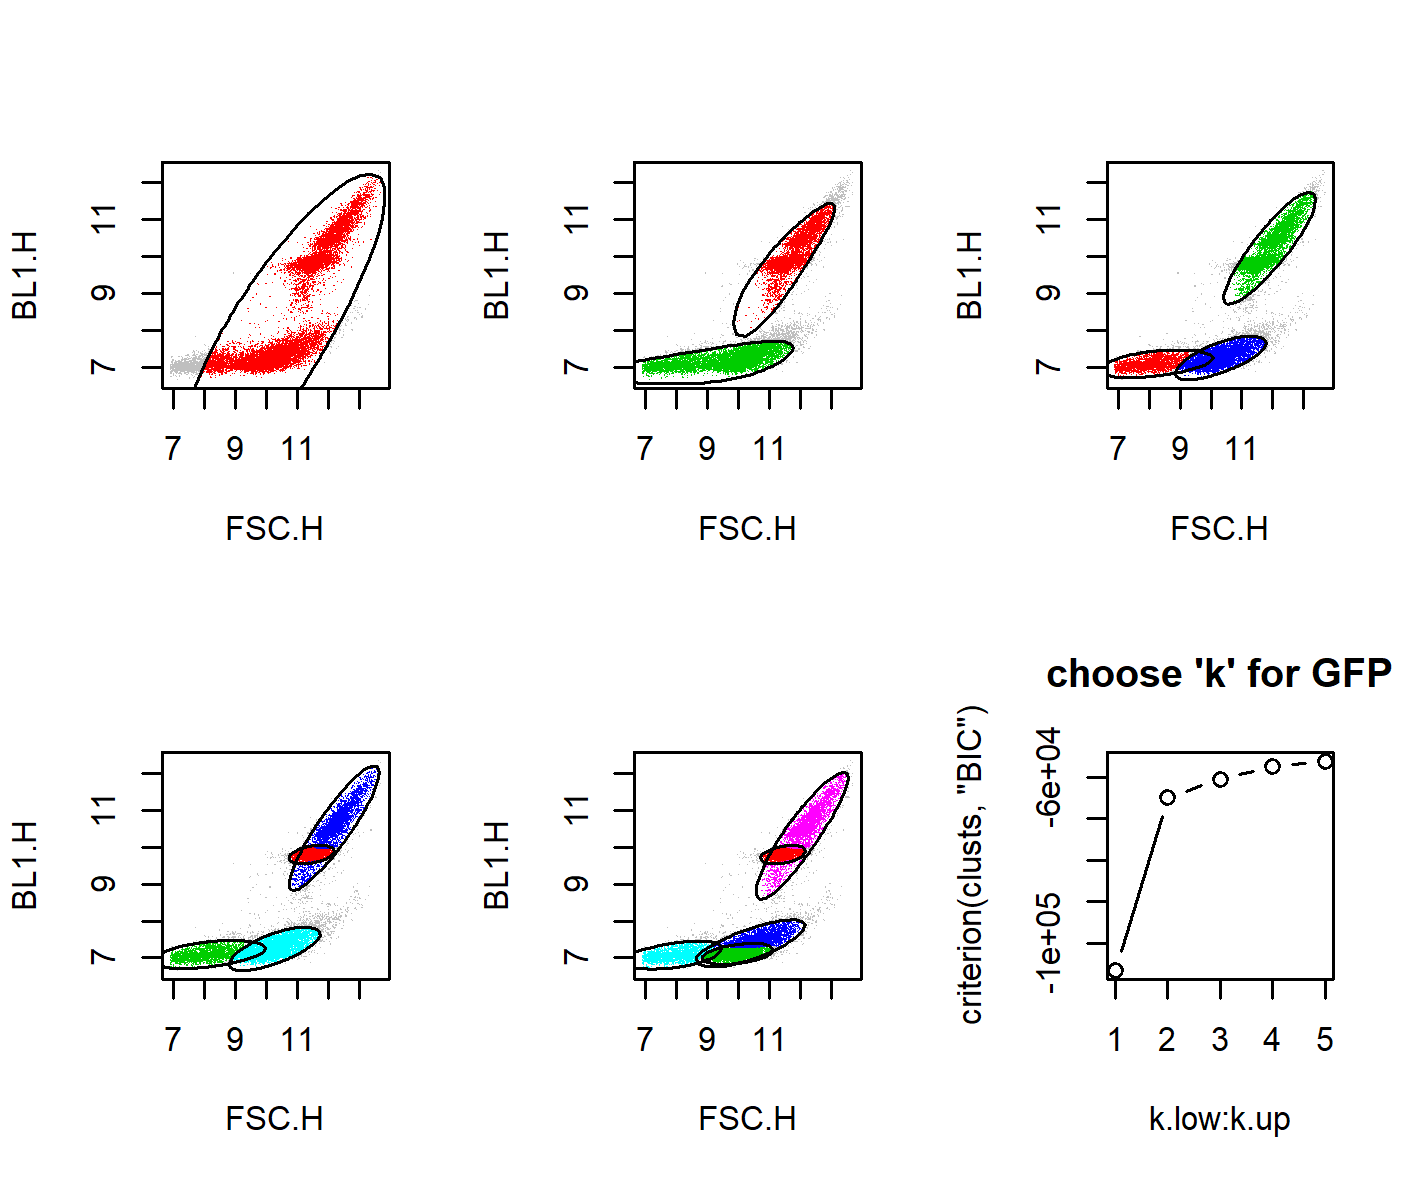 BL1.H
11
9
7
7 9 11
FSC.H
BL1.H
11
9
7
7 9 11
FSC.H
BL1.H
11
9
7
7 9 11
FSC.H
BL1.H
11
9
7
7 9 11
FSC.H
BL1.H
11
9
7
7 9 11
FSC.H
choose 'k' for GFP
criterion(clusts, "BIC")
-6e+04
-1e+05
1 2 3 4 5
k.low:k.up